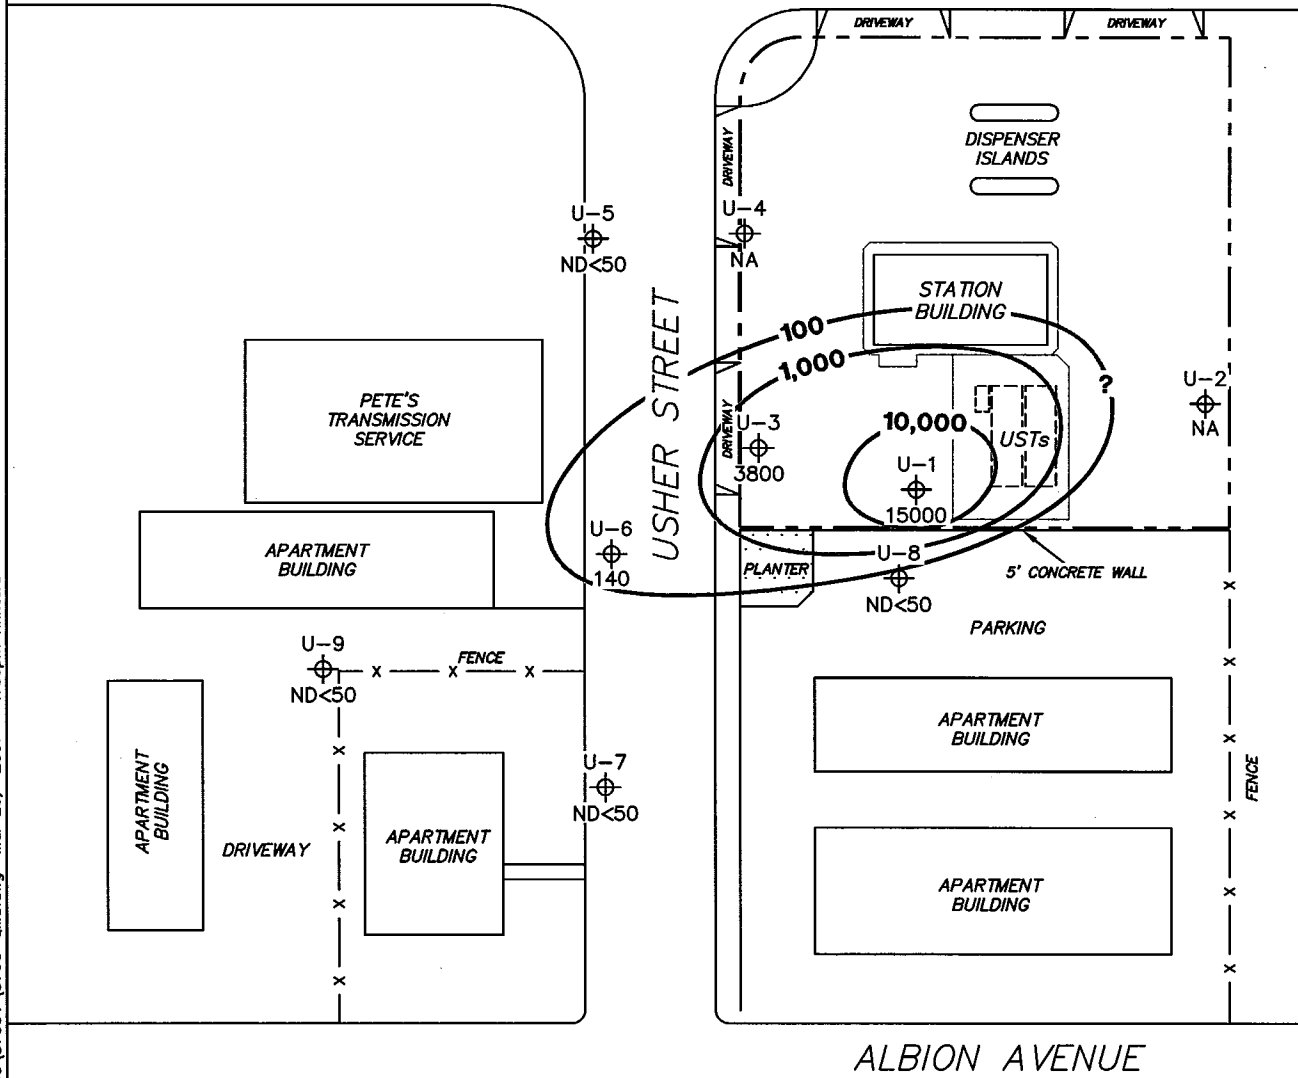 DRIVEWAY
DRIVEWAY
DISPENSER
ISLANDS
DRIVEWAY
U-5
ND<50
U-4
NA
STATION
BUILDING
USHER STREET
100
1,000
?
U-2
NA
PETE'S
TRANSMISSION
SERVICE
DRIVEWAY
U-3
3800
10,000
USTs
U-1
15000
APARTMENT
BUILDING
U-6
140
PLANTER
U-8
ND<50
5' CONCRETE WALL
PARKING
U-9
ND<50
FENCE
APARTMENT
BUILDING
APARTMENT
BUILDING
U-7
ND<50
DRIVEWAY
APARTMENT
BUILDING
FENCE
APARTMENT
BUILDING
ALBION AVENUE